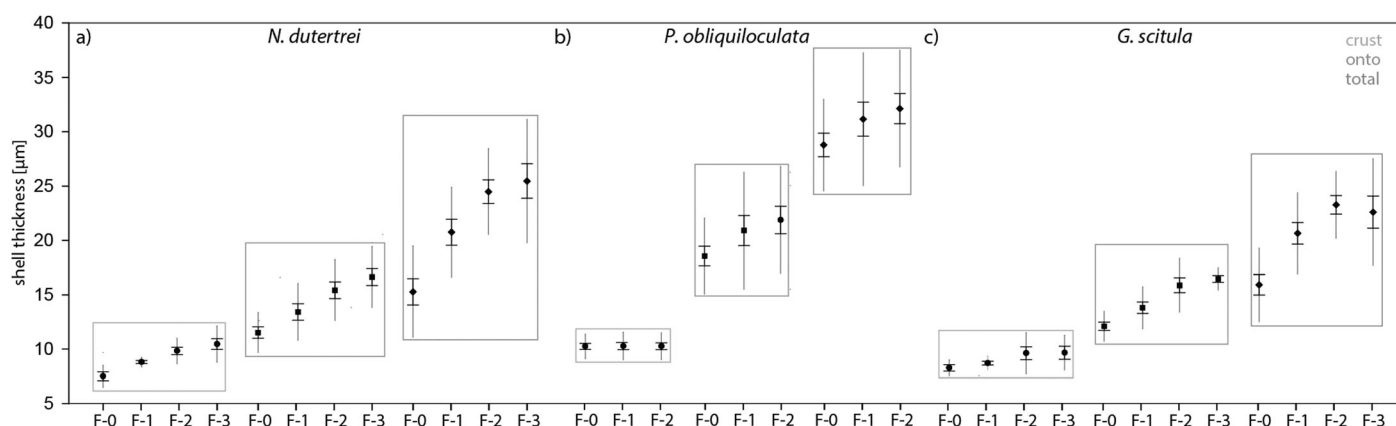 a) N. dutertrei b) P. obliquiloculata c) G. scitula
crust
onto
total
shell thickness [µm]
40
35
30
25
20
15
10
5
F-0 F-1 F-2 F-3 F-0 F-1 F-2 F-3 F-0 F-1 F-2 F-3 F-0 F-1 F-2 F-0 F-1 F-2 F-0 F-1 F-2 F-0 F-1 F-2 F-3 F-0 F-1 F-2 F-3 F-0 F-1 F-2 F-3